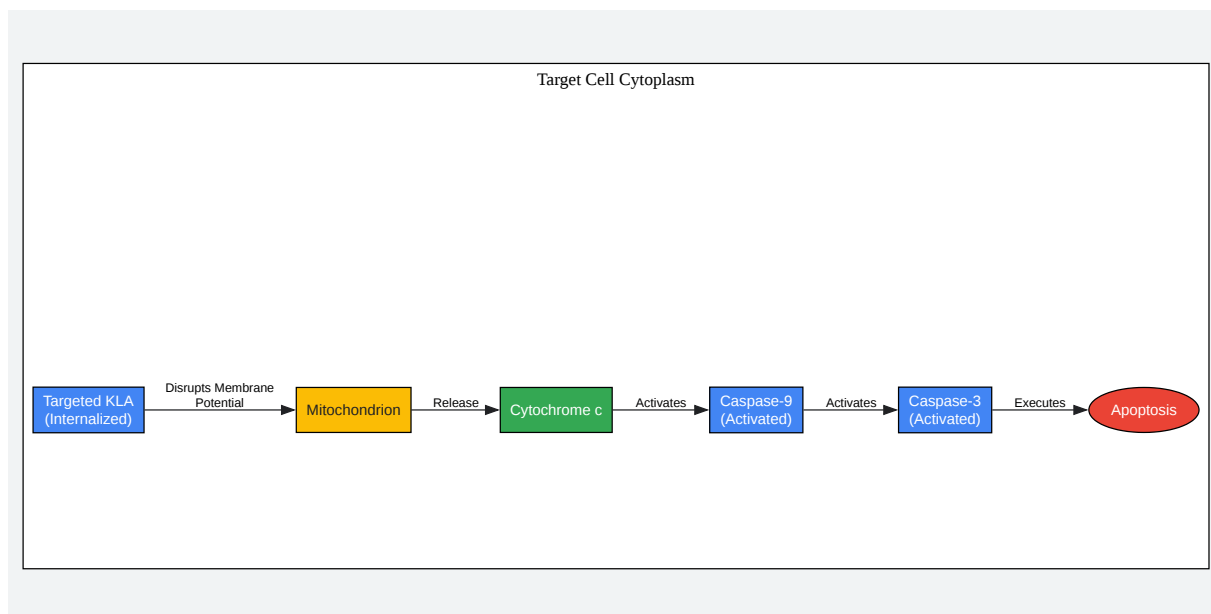 Target Cell Cytoplasm
Targeted KLA
(Internalized)
Disrupts Membrane
Potential
Mitochondrion
Release
Cytochrome c
Activates
Caspase-9
(Activated)
Activates
Caspase-3
(Activated)
Executes
Apoptosis